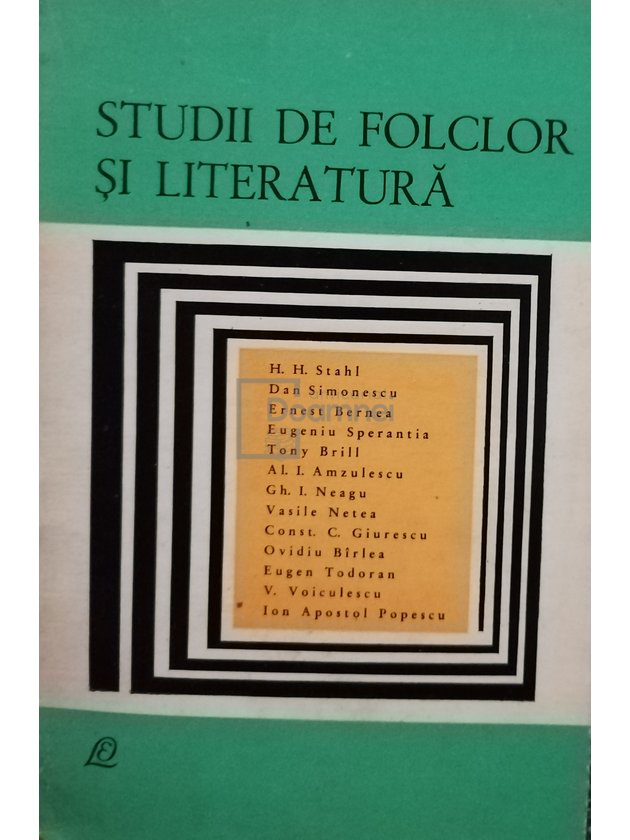 STUDII DE FOLCLOR
ȘI LITERATURĂ
H. H. Stahl
Dan Simonescu
Ernest Bernea
Eugeniu Sperantia
Tony Brill
Al. I. Amzulescu
Gh. I. Neagu
Vasile Netea
Const. C. Giurescu
Ovidiu Bîrlea
Eugen Todoran
V. Voiculescu
Ion Apostol Popescu